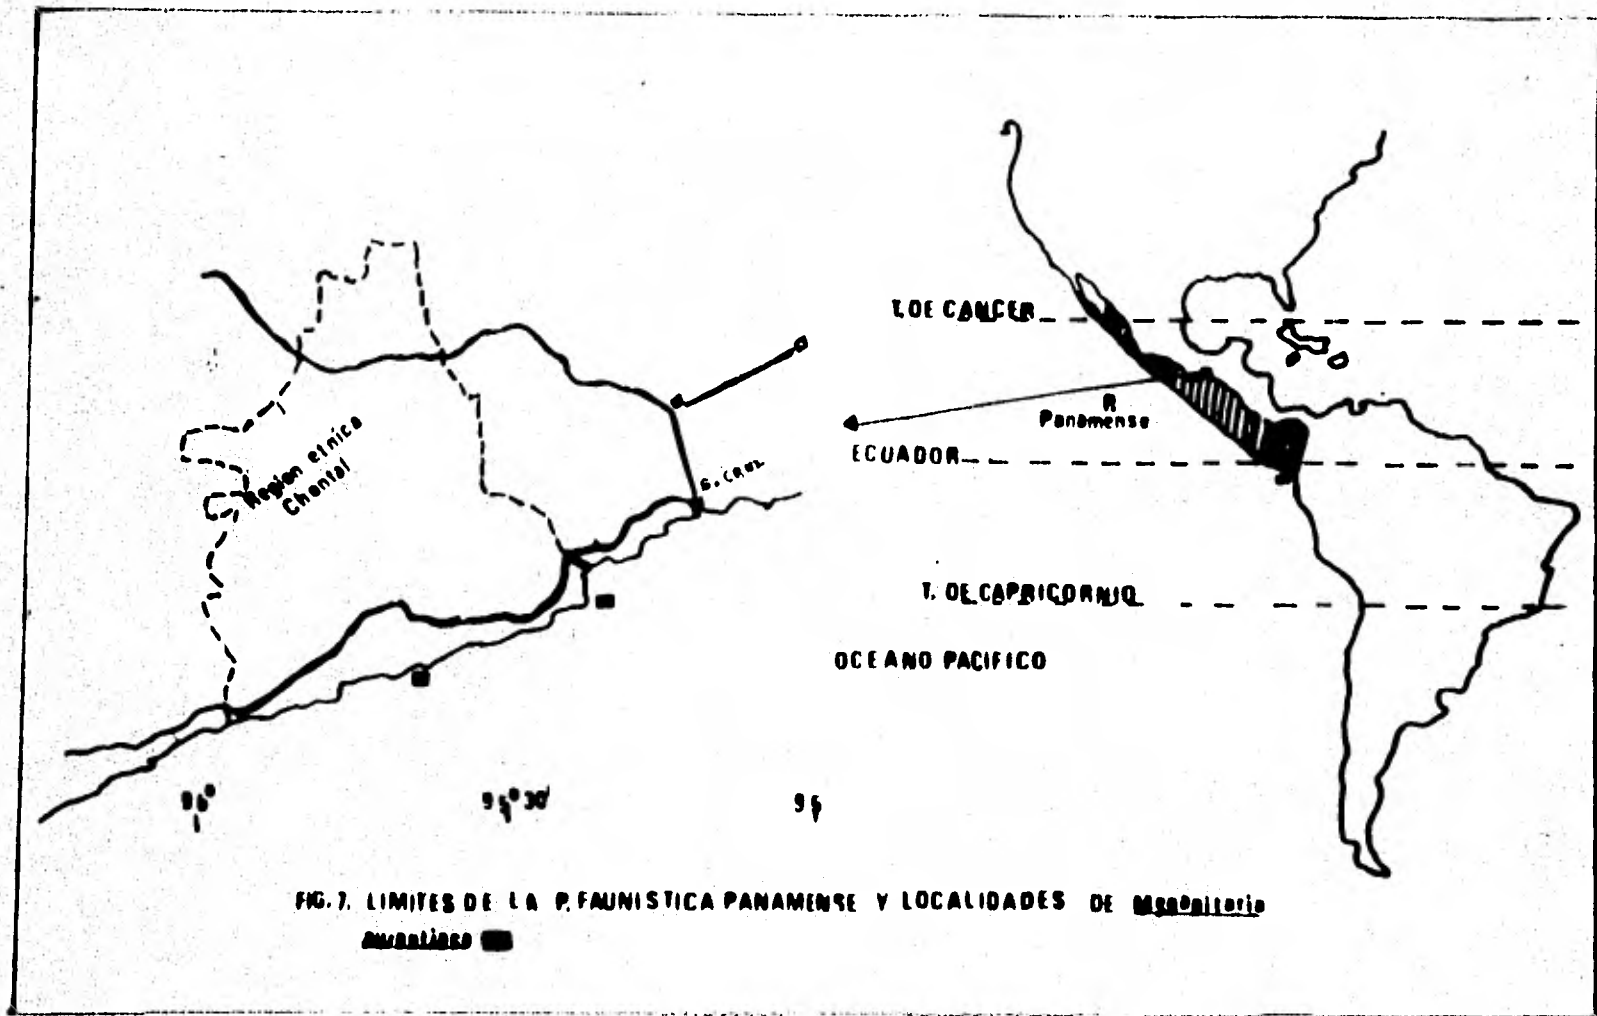 T. DE CANCER
R
Panamense
ECUADOR
Region etnica
Chontal
S. CRUZ
T. DE CAPRICORNIO
OCEANO PACIFICO
96°
95° 30'
95
FIG. 7. LIMITES DE LA P. FAUNISTICA PANAMENSE Y LOCALIDADES DE